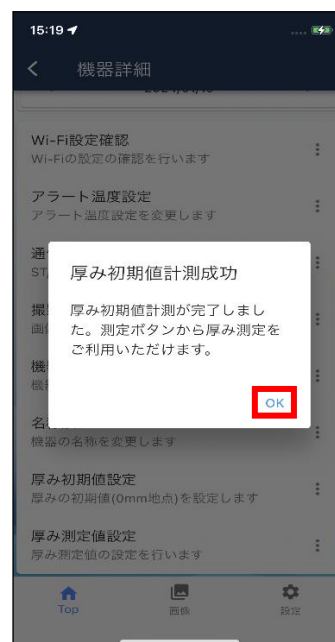 15:19
機器詳細
Wi-Fi設定確認
Wi-Fiの設定の確認を行います
アラート温度設定
アラート温度設定を変更します
通
ST
厚み初期値計測成功
撮
画
厚み初期値計測が完了しまし
た。測定ボタンから厚み測定を
ご利用いただけます。
機
機
OK
名
機器の名称を変更します
厚み初期値設定
厚みの初期値(0mm地点)を設定します
厚み測定値設定
厚み測定値の設定を行います
Top
画像
設定